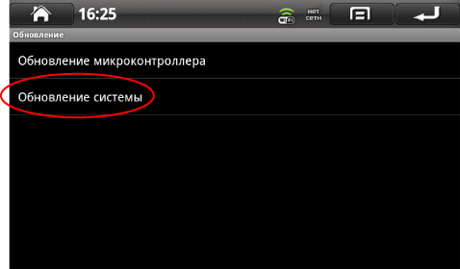 16:25
нет
сети
Обновление
Обновление микроконтроллера
Обновление системы